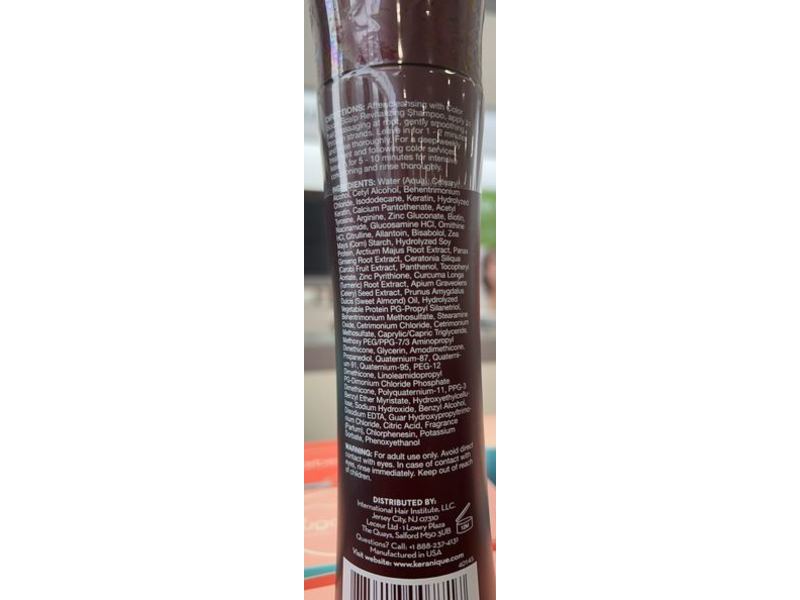 DIRECTIONS: After cleansing with Color
Scalp Revitalizing Shampoo, apply
massaging at root, gently smoothing
strands. Leave in for 1 - 2 minutes
thoroughly. For a deep weekly
and following color services,
for 5 - 10 minutes for intense
conditioning and rinse thoroughly.
INGREDIENTS: Water (Aqua), Cetearyl
Alcohol, Cetyl Alcohol, Behentrimonium
Chloride, Isododecane, Keratin, Hydrolyzed
Keratin, Calcium Pantothenate, Acetyl
Tyrosine, Arginine, Zinc Gluconate, Biotin,
Niacinamide, Glucosamine HCl, Ornithine
HCl, Citrulline, Allantoin, Bisabolol, Zea
Mays (Corn) Starch, Hydrolyzed Soy
Protein, Arctium Majus Root Extract, Panax
Ginseng Root Extract, Ceratonia Siliqua
(Carob) Fruit Extract, Panthenol, Tocopheryl
Acetate, Zinc Pyrithione, Curcuma Longa
(Turmeric) Root Extract, Apium Graveolens
(Celery) Seed Extract, Prunus Amygdalus
Dulcis (Sweet Almond) Oil, Hydrolyzed
Vegetable Protein PG-Propyl Silanetriol,
Behentrimonium Methosulfate, Stearamine
Oxide, Cetrimonium Chloride, Cetrimonium
Methosulfate, Caprylic/Capric Triglyceride,
Methoxy PEG/PPG-7/3 Aminopropyl
Dimethicone, Glycerin, Amodimethicone,
Propanediol, Quaternium-87, Quaterni-
um-91, Quaternium-95, PEG-12
Dimethicone, Linoleamidopropyl
PG-Dimonium Chloride Phosphate
Dimethicone, Polyquaternium-11, PPG-3
Benzyl Ether Myristate, Hydroxyethylcellu-
lose, Sodium Hydroxide, Benzyl Alcohol,
Disodium EDTA, Guar Hydroxypropyltrimo-
nium Chloride, Citric Acid, Fragrance
(Parfum), Chlorphenesin, Potassium
Sorbate, Phenoxyethanol
WARNING: For adult use only. Avoid direct
contact with eyes. In case of contact with
eyes, rinse immediately. Keep out of reach
of children.
DISTRIBUTED BY:
International Hair Institute, LLC.
Jersey City, NJ 07310
Leceur Ltd · 1 Lowry Plaza
The Quays, Salford M50 3UB
12M
Questions? Call: +1 888-237-4131
Manufactured in USA
Visit website: www.keranique.com
40145